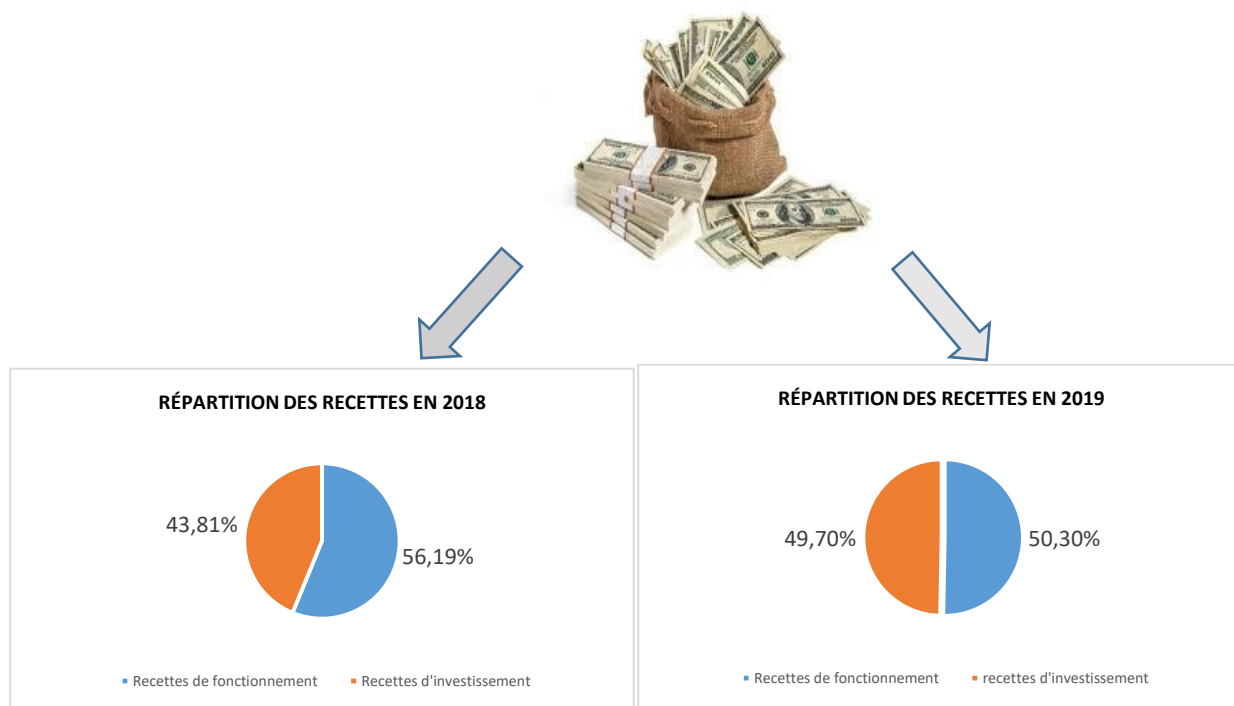 RÉPARTITION DES RECETTES EN 2018
43,81%
56,19%
Recettes de fonctionnement
Recettes d'investissement
RÉPARTITION DES RECETTES EN 2019
49,70%
50,30%
Recettes de fonctionnement
recettes d'investissement